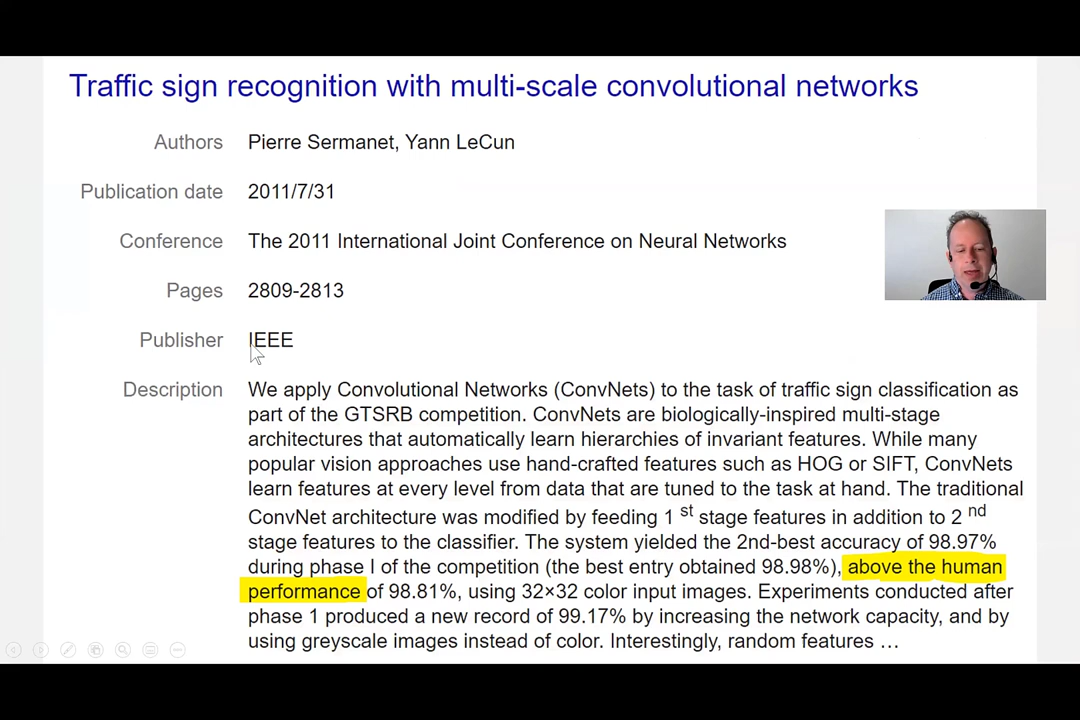 Traffic sign recognition with multi-scale convolutional networks
Authors Pierre Sermanet, Yann LeCun
Publication date 2011/7/31
Conference The 2011 International Joint Conference on Neural Networks
Pages 2809-2813
Publisher IEEE
Description We apply Convolutional Networks (ConvNets) to the task of traffic sign classification as
part of the GTSRB competition. ConvNets are biologically-inspired multi-stage
architectures that automatically learn hierarchies of invariant features. While many
popular vision approaches use hand-crafted features such as HOG or SIFT, ConvNets
learn features at every level from data that are tuned to the task at hand. The traditional
ConvNet architecture was modified by feeding 1 st stage features in addition to 2 nd
stage features to the classifier. The system yielded the 2nd-best accuracy of 98.97%
during phase I of the competition (the best entry obtained 98.98%), above the human
performance of 98.81%, using 32×32 color input images. Experiments conducted after
phase 1 produced a new record of 99.17% by increasing the network capacity, and by
using greyscale images instead of color. Interestingly, random features …